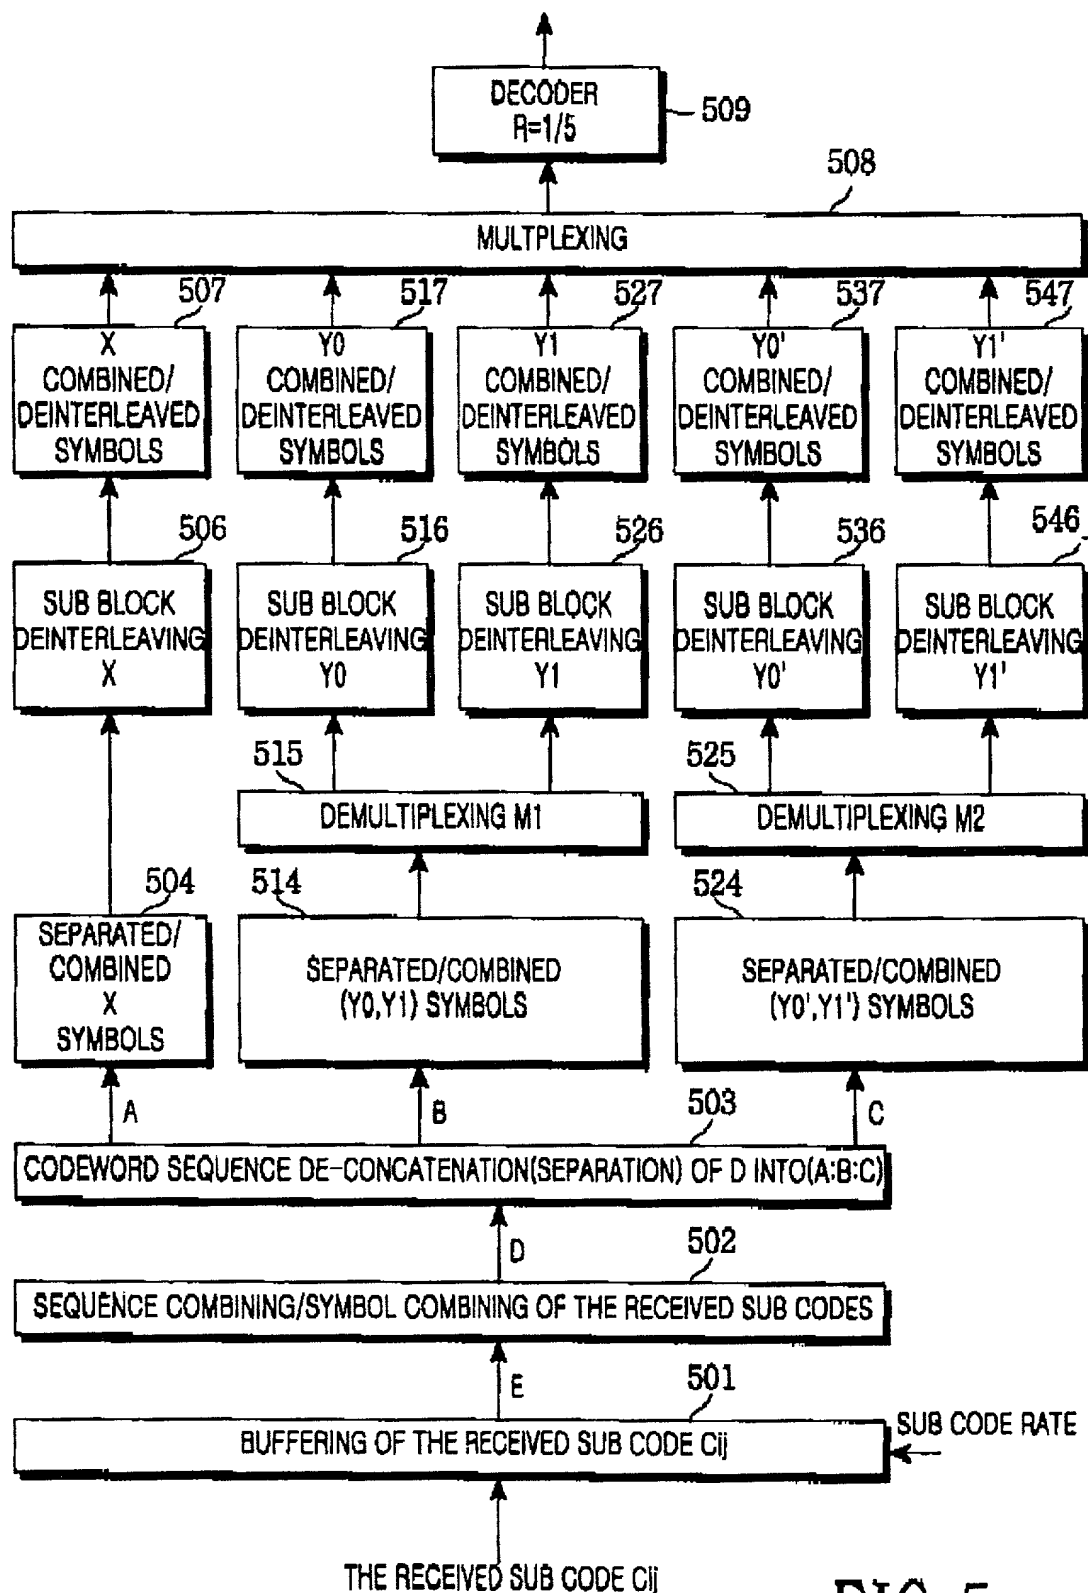 DECODER
R=1/5
509
508
MULTPLEXING
507
517
527
537
547
X
COMBINED/
DEINTERLEAVED
SYMBOLS
Y0
COMBINED/
DEINTERLEAVED
SYMBOLS
Y1
COMBINED/
DEINTERLEAVED
SYMBOLS
Y0'
COMBINED/
DEINTERLEAVED
SYMBOLS
Y1'
COMBINED/
DEINTERLEAVED
SYMBOLS
506
516
526
536
546
SUB BLOCK
DEINTERLEAVING
X
SUB BLOCK
DEINTERLEAVING
Y0
SUB BLOCK
DEINTERLEAVING
Y1
SUB BLOCK
DEINTERLEAVING
Y0'
SUB BLOCK
DEINTERLEAVING
Y1'
515
525
DEMULTIPLEXING M1
DEMULTIPLEXING M2
504
514
524
SEPARATED/
COMBINED
X
SYMBOLS
SEPARATED/COMBINED
(Y0,Y1) SYMBOLS
SEPARATED/COMBINED
(Y0',Y1') SYMBOLS
A
B
503
C
CODEWORD SEQUENCE DE-CONCATENATION(SEPARATION) OF D INTO(A:B:C)
D
502
SEQUENCE COMBINING/SYMBOL COMBINING OF THE RECEIVED SUB CODES
E
501
BUFFERING OF THE RECEIVED SUB CODE Cij
SUB CODE RATE
THE RECEIVED SUB CODE Cij